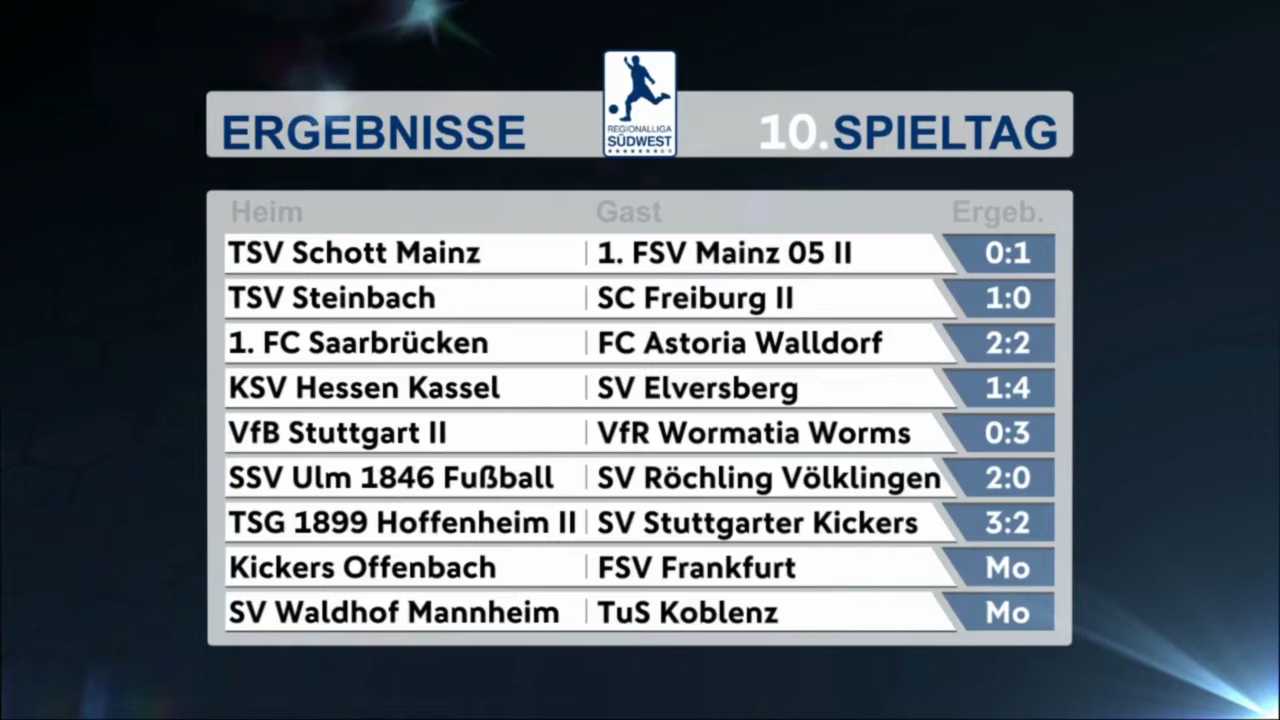 ERGEBNISSE
REGIONALLIGA
SÜDWEST
10. SPIELTAG
Heim Gast Ergeb.
TSV Schott Mainz 1. FSV Mainz 05 II 0:1
TSV Steinbach SC Freiburg II 1:0
1. FC Saarbrücken FC Astoria Walldorf 2:2
KSV Hessen Kassel SV Elversberg 1:4
VfB Stuttgart II VfR Wormatia Worms 0:3
SSV Ulm 1846 Fußball SV Röchling Völklingen 2:0
TSG 1899 Hoffenheim II SV Stuttgarter Kickers 3:2
Kickers Offenbach FSV Frankfurt Mo
SV Waldhof Mannheim TuS Koblenz Mo